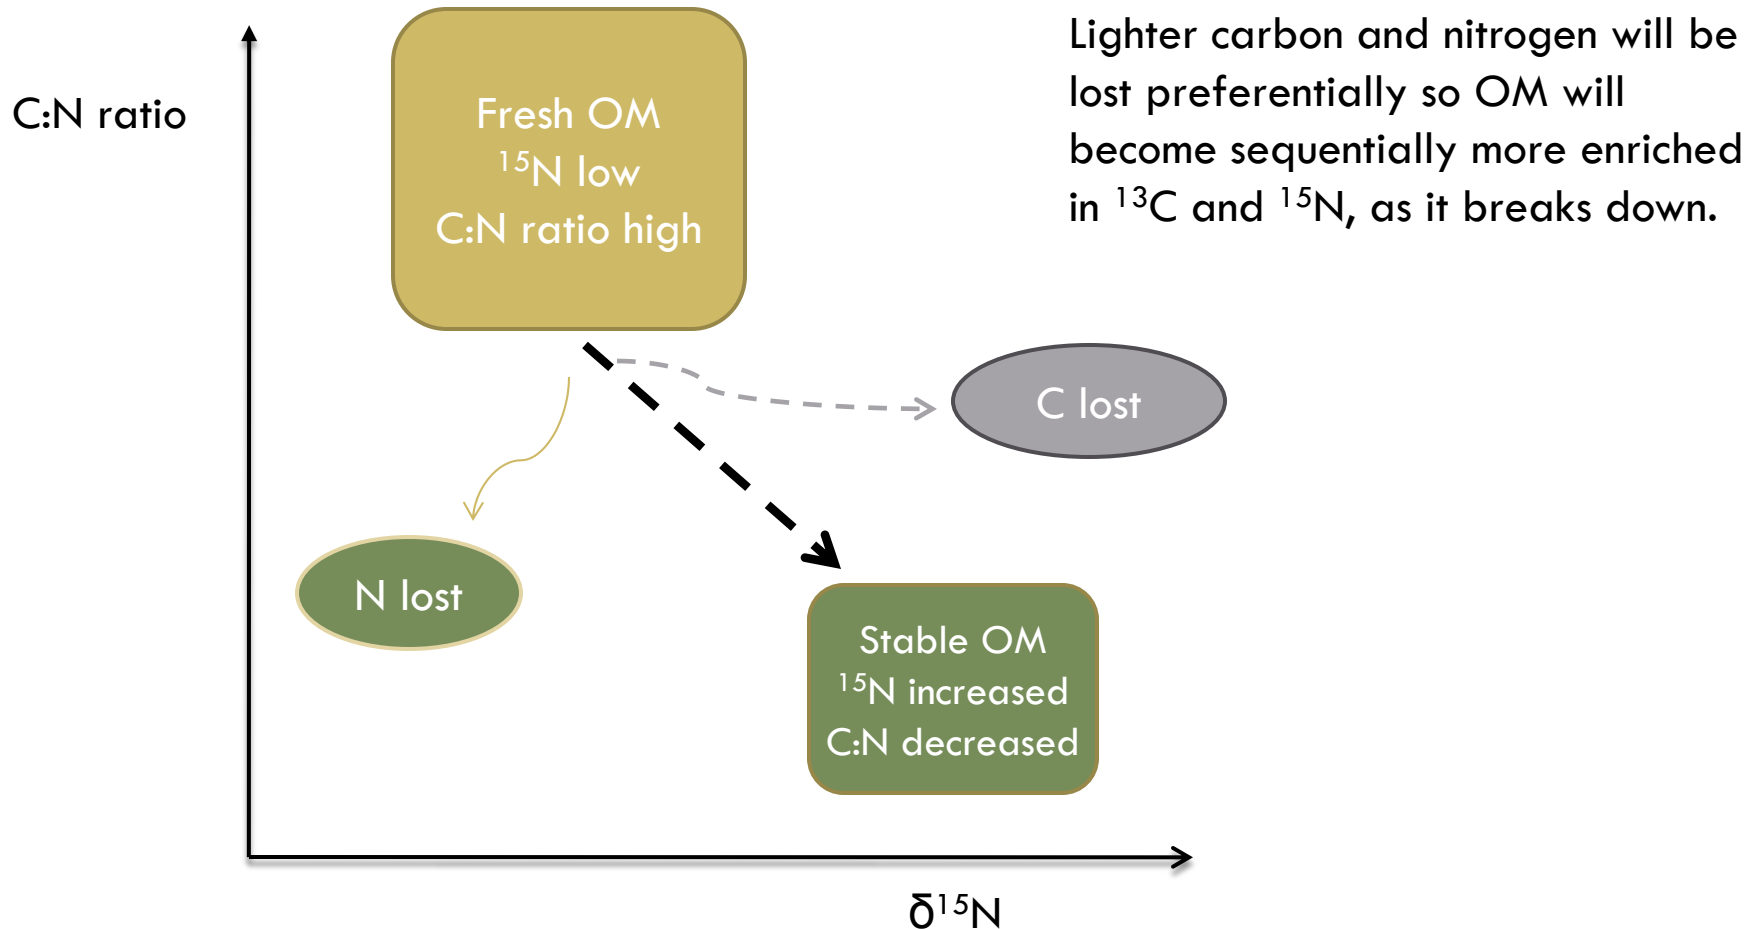 C:N ratio
Fresh OM
¹⁵N low
C:N ratio high
Lighter carbon and nitrogen will be
lost preferentially so OM will
become sequentially more enriched
in ¹³C and ¹⁵N, as it breaks down.
C lost
N lost
Stable OM
¹⁵N increased
C:N decreased
δ¹⁵N